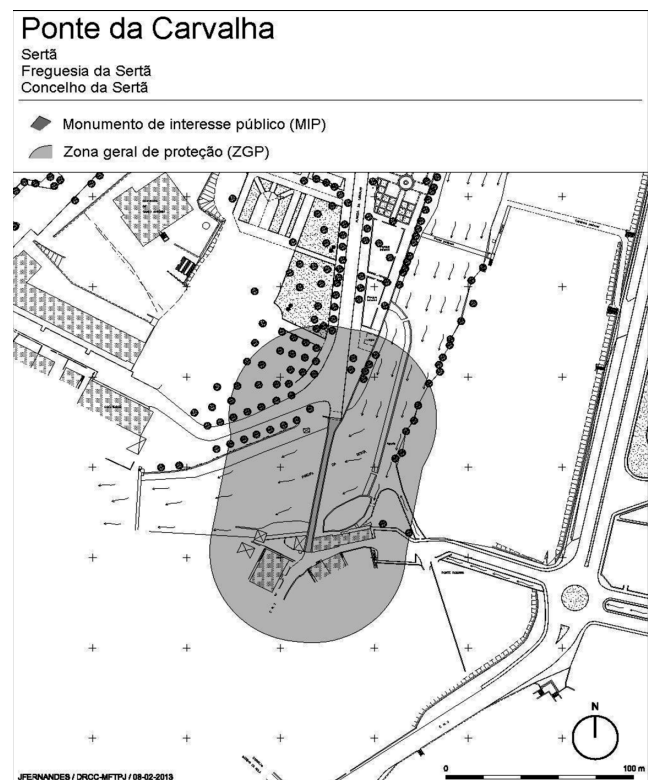 Ponte da Carvalha
Sertã
Freguesia da Sertã
Concelho da Sertã
Monumento de interesse público (MIP)
Zona geral de proteção (ZGP)
N
JFERNANDES / DRCC-MFTPJ / 08-02-2013
0 100 m